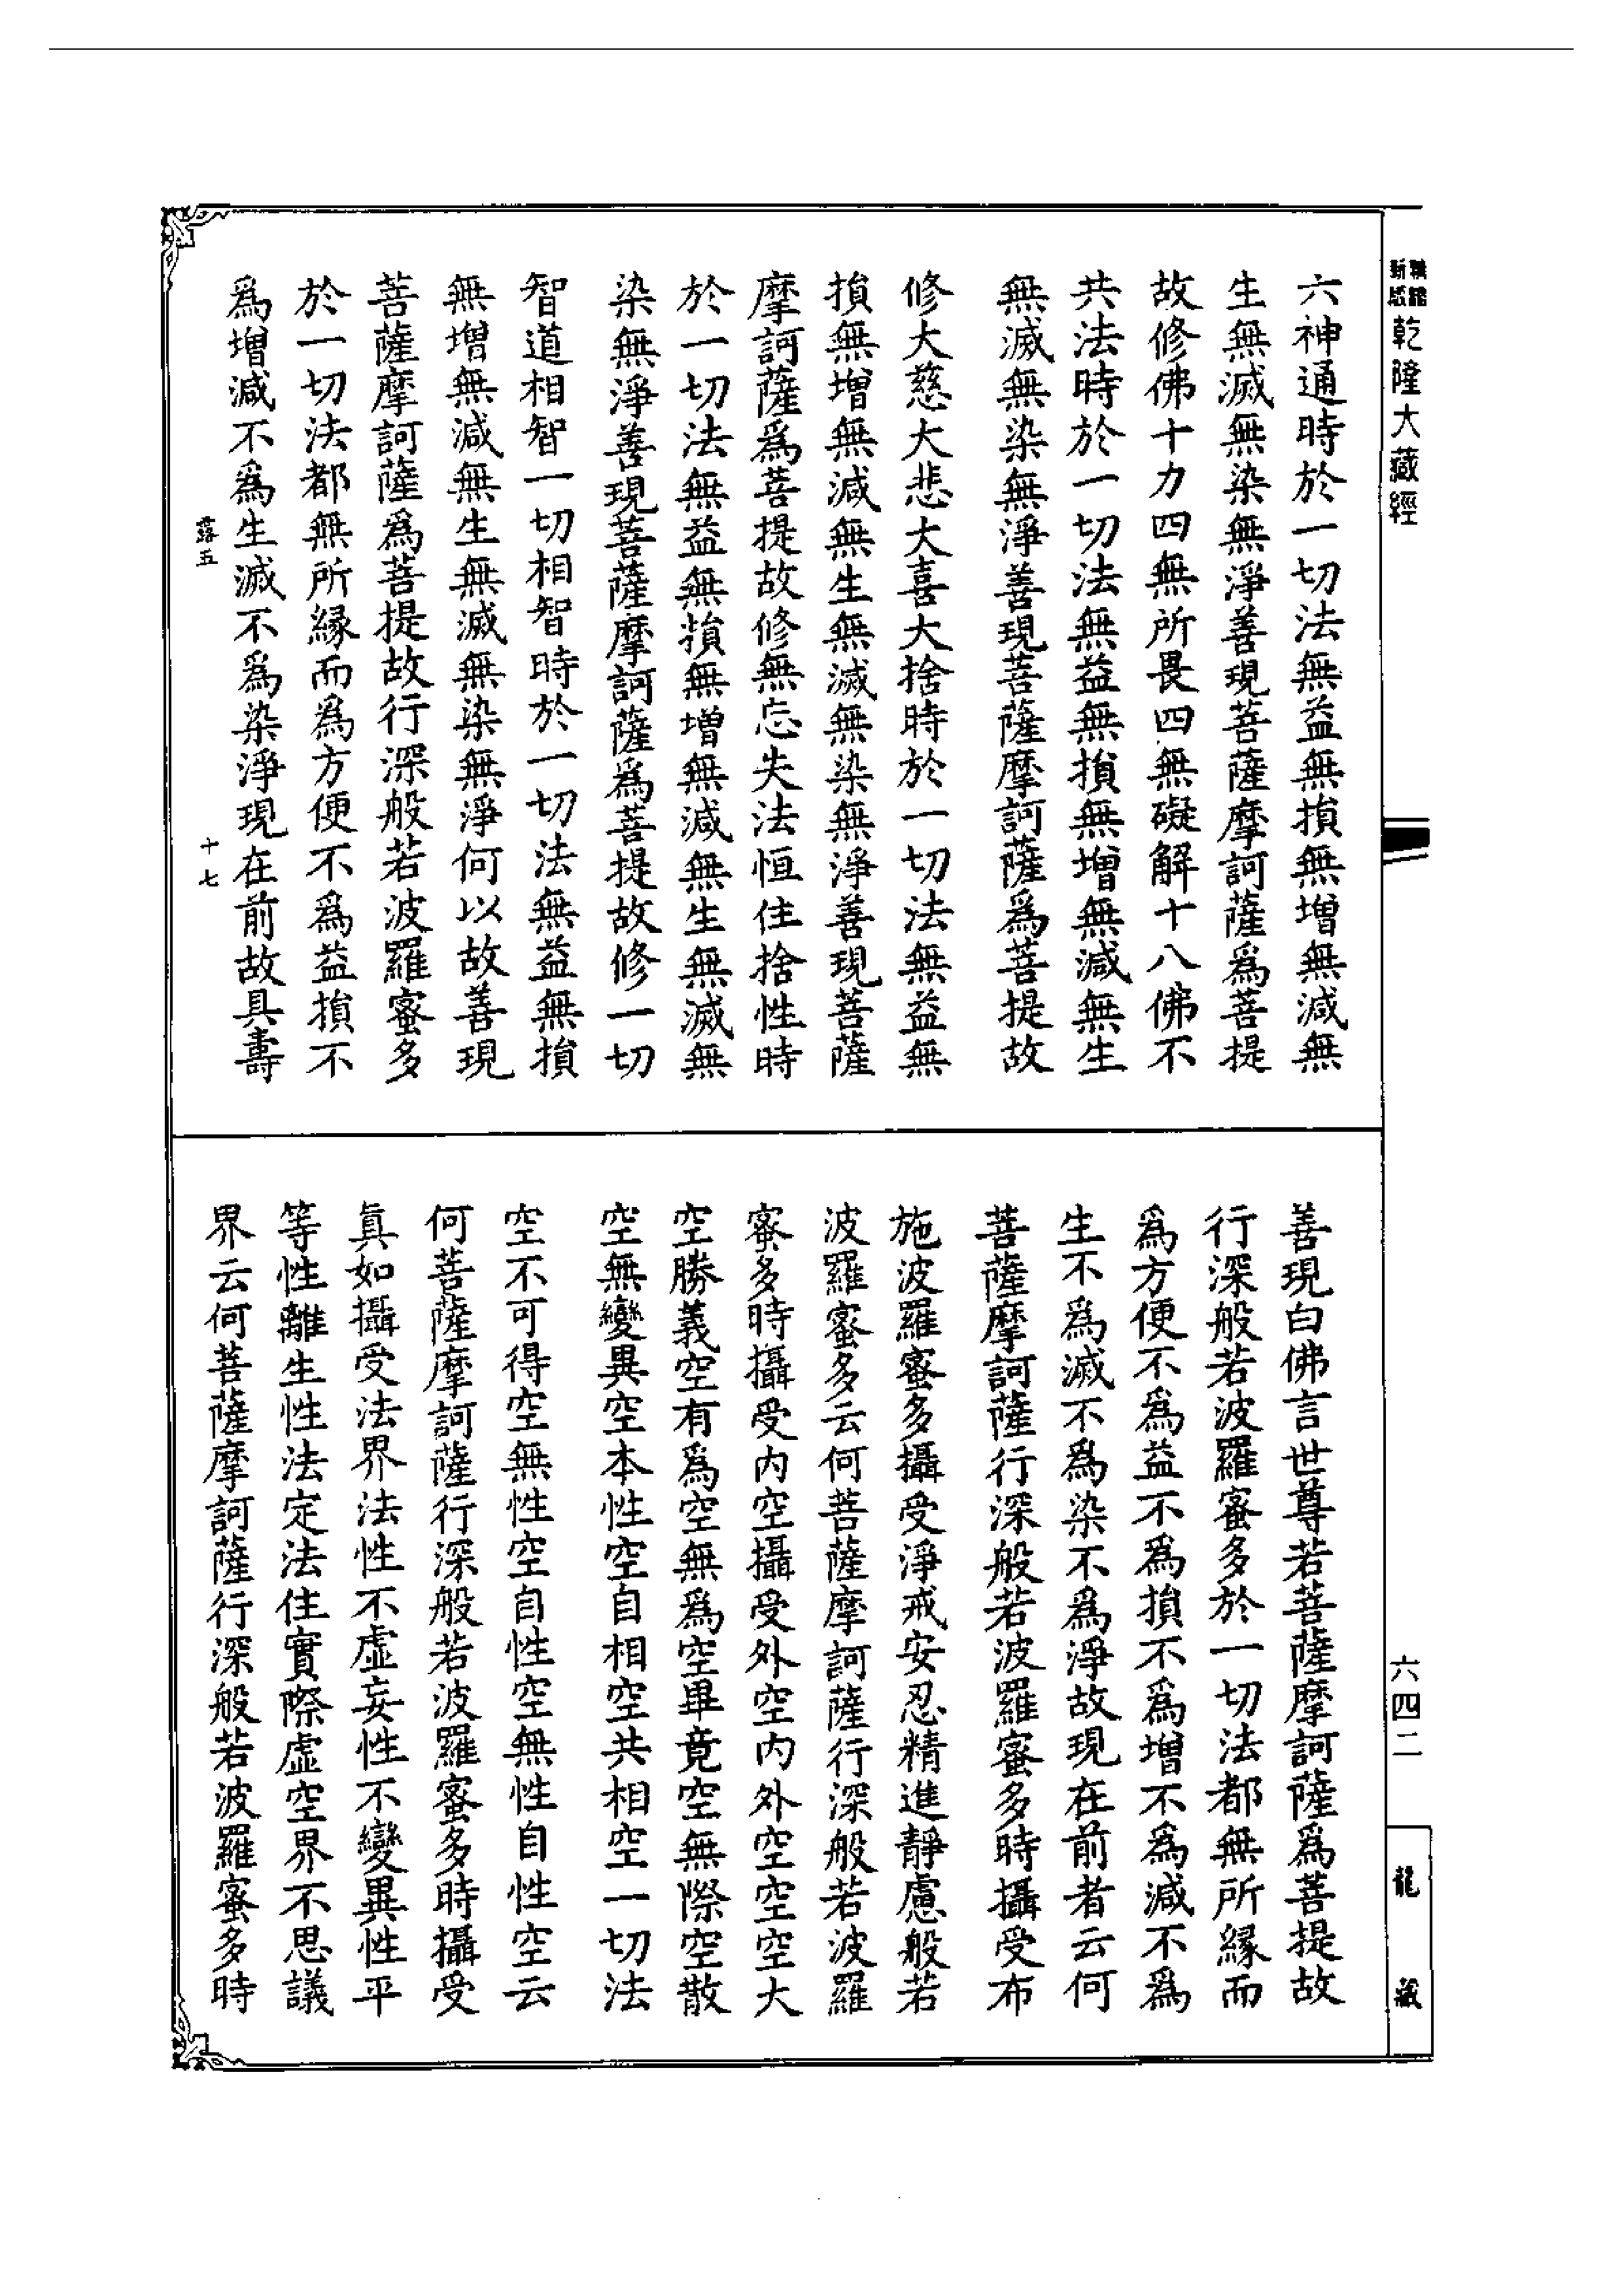 乾隆大藏經
六神通時於一切法無益無損無增無減無
生無滅無染無淨善現菩薩摩訶薩爲菩提
故修佛十力四無所畏四無礙解十八佛不
共法時於一切法無益無損無增無減無生
無滅無染無淨善現菩薩摩訶薩爲菩提故
修大慈大悲大喜大捨時於一切法無益無
損無增無減無生無滅無染無淨善現菩薩
摩訶薩爲菩提故修無忘失法恒住捨性時
於一切法無益無損無增無減無生無滅無
染無淨善現菩薩摩訶薩爲菩提故修一切
智道相智一切相智時於一切法無益無損
無增無減無生無滅無染無淨何以故善現
菩薩摩訶薩爲菩提故行深般若波羅蜜多
於一切法都無所緣而爲方便不爲益損不
爲增減不爲生滅不爲染淨現在前故具壽
露五
十七
善現白佛言世尊若菩薩摩訶薩爲菩提故
行深般若波羅蜜多於一切法都無所緣而
爲方便不爲益不爲損不爲增不爲減不爲
生不爲滅不爲染不爲淨故現在前者云何
菩薩摩訶薩行深般若波羅蜜多時攝受布
施波羅蜜多攝受淨戒安忍精進靜慮般若
波羅蜜多云何菩薩摩訶薩行深般若波羅
蜜多時攝受內空攝受外空內外空空空大
空勝義空有爲空無爲空畢竟空無際空散
空無變異空本性空自相空共相空一切法
空不可得空無性空自性空無性自性空云
何菩薩摩訶薩行深般若波羅蜜多時攝受
真如攝受法界法性不虛妄性不變異性平
等性離生性法定法住實際虛空界不思議
界云何菩薩摩訶薩行深般若波羅蜜多時
六四二
龍藏